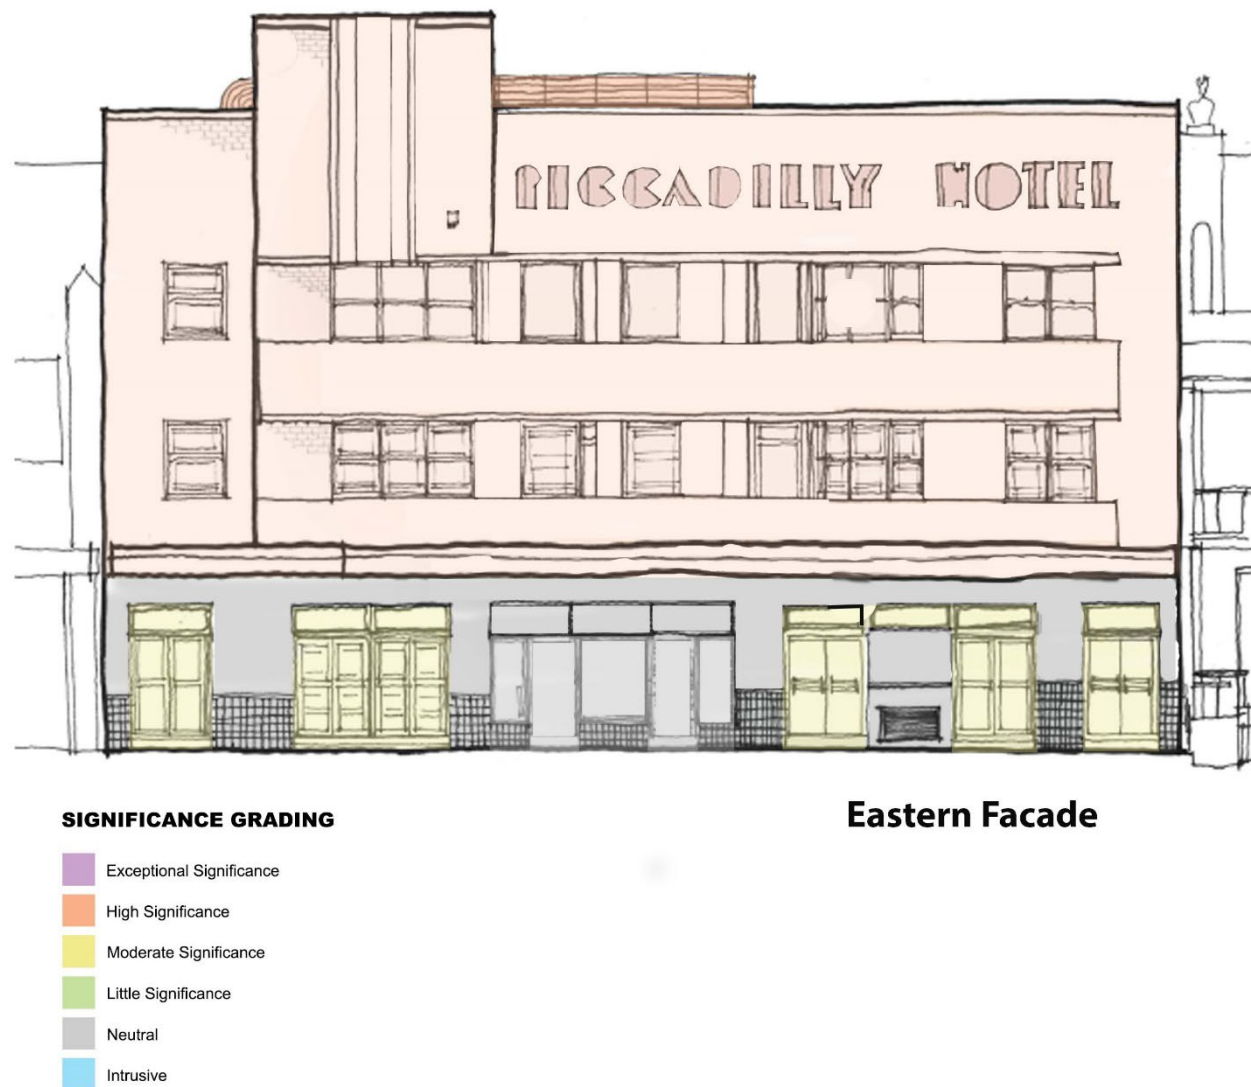 PICCADILLY HOTEL
Eastern Facade
SIGNIFICANCE GRADING
Exceptional Significance
High Significance
Moderate Significance
Little Significance
Neutral
Intrusive